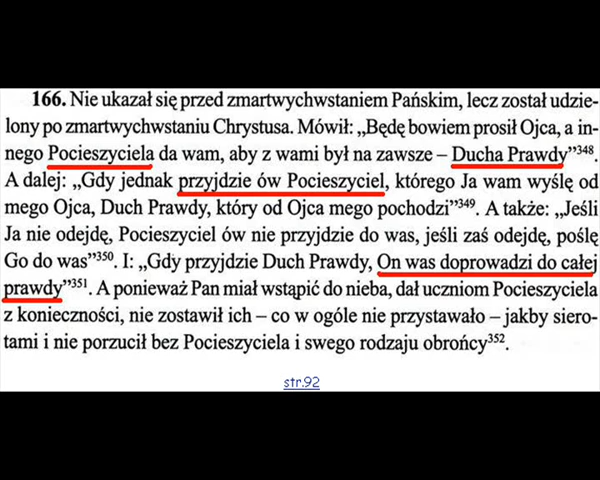 166. Nie ukazał się przed zmartwychwstaniem Pańskim, lecz został udzie-
lony po zmartwychwstaniu Chrystusa. Mówił: „Będę bowiem prosił Ojca, a in-
nego Pocieszyciela da wam, aby z wami był na zawsze – Ducha Prawdy”³⁴⁸.
A dalej: „Gdy jednak przyjdzie ów Pocieszyciel, którego Ja wam wyślę od
mego Ojca, Duch Prawdy, który od Ojca mego pochodzi”³⁴⁹. A także: „Jeśli
Ja nie odejdę, Pocieszyciel ów nie przyjdzie do was, jeśli zaś odejdę, poślę
Go do was”³⁵⁰. I: „Gdy przyjdzie Duch Prawdy, On was doprowadzi do całej
prawdy”³⁵¹. A ponieważ Pan miał wstąpić do nieba, dał uczniom Pocieszyciela
z konieczności, nie zostawił ich – co w ogóle nie przystawało – jakby siero-
tami i nie porzucił bez Pocieszyciela i swego rodzaju obrońcy³⁵².
str.92